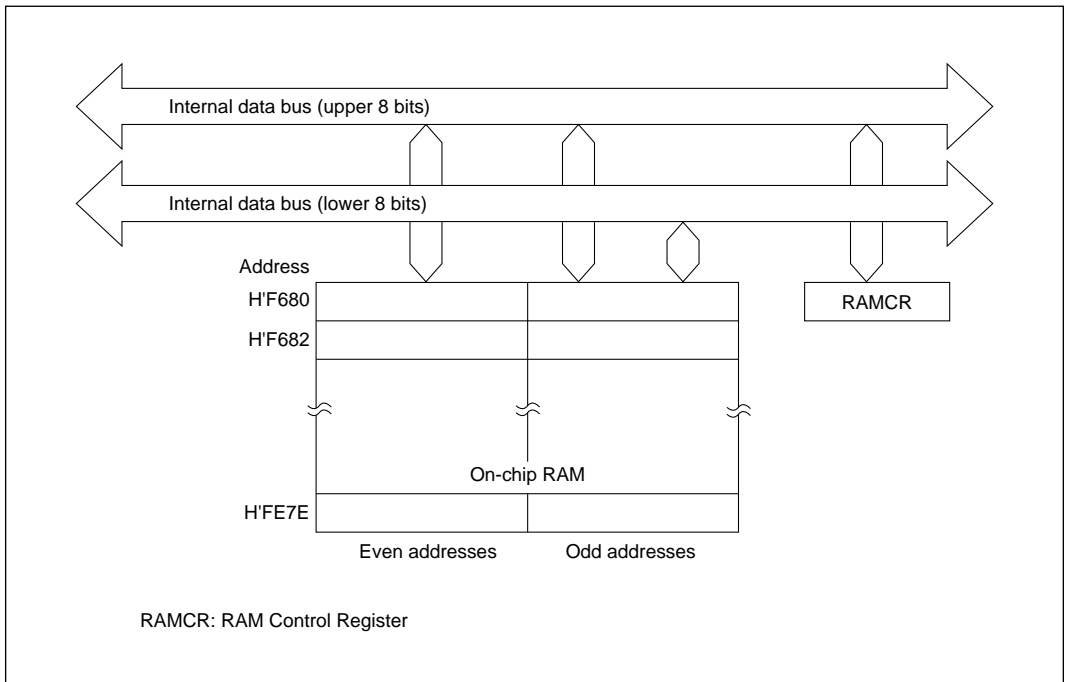 Internal data bus (upper 8 bits)
Internal data bus (lower 8 bits)
Address
H'F680
RAMCR
H'F682
On-chip RAM
H'FE7E
Even addresses
Odd addresses
RAMCR: RAM Control Register